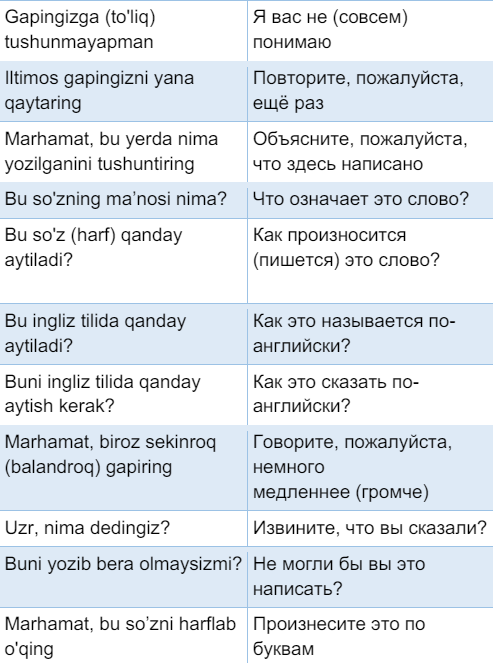 Gapingizga (to'liq)
tushunmayapman
Я вас не (совсем)
понимаю
Iltimos gapingizni yana
qaytaring
Повторите, пожалуйста,
ещё раз
Marhamat, bu yerda nima
yozilganini tushuntiring
Объясните, пожалуйста,
что здесь написано
Bu so'zning ma’nosi nima?
Что означает это слово?
Bu so'z (harf) qanday
aytiladi?
Как произносится
(пишется) это слово?
Bu ingliz tilida qanday
aytiladi?
Как это называется по-
английски?
Buni ingliz tilida qanday
aytish kerak?
Как это сказать по-
английски?
Marhamat, biroz sekinroq
(balandroq) gapiring
Говорите, пожалуйста,
немного
медленнее (громче)
Uzr, nima dedingiz?
Извините, что вы сказали?
Buni yozib bera olmaysizmi?
Не могли бы вы это
написать?
Marhamat, bu so’zni harflab
o'qing
Произнесите это по
буквам